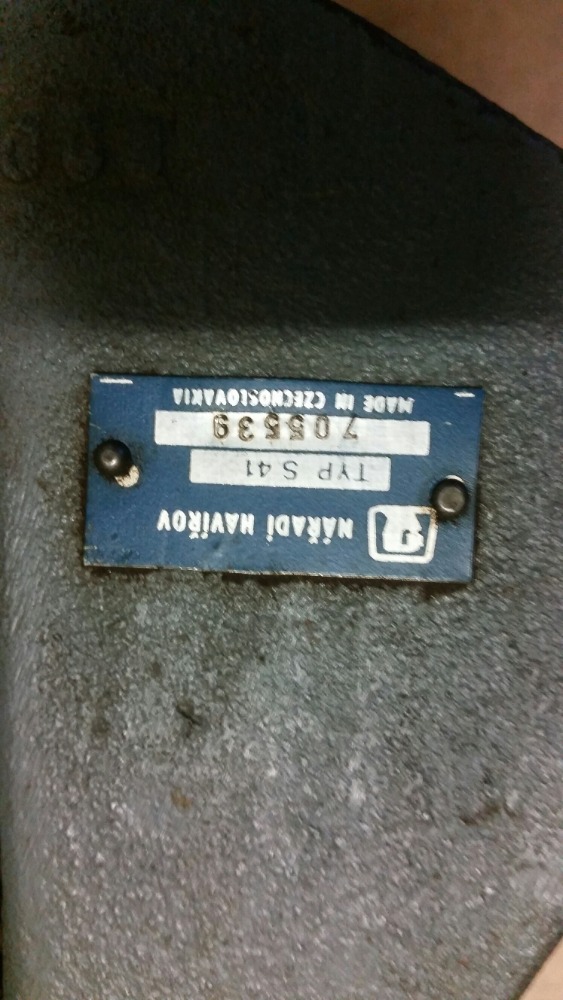 NÁŘADÍ HAVÍŘOV
TYP S 41
705539
MADE IN CZECHOSLOVAKIA